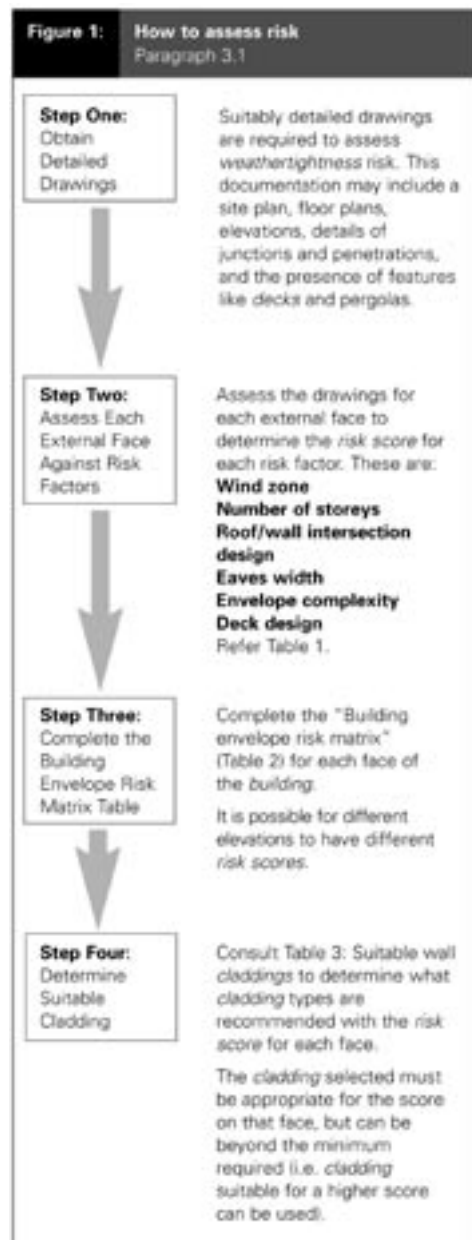 Figure 1: How to assess risk
Paragraph 3.1
Step One:
Obtain
Detailed
Drawings
Suitably detailed drawings
are required to assess
weathertightness risk. This
documentation may include a
site plan, floor plans,
elevations, details of
junctions and penetrations,
and the presence of features
like decks and pergolas.
Step Two:
Assess Each
External Face
Against Risk
Factors
Assess the drawings for
each external face to
determine the risk score for
each risk factor. These are:
Wind zone
Number of storeys
Roof/wall intersection
design
Eaves width
Envelope complexity
Deck design
Refer Table 1.
Step Three:
Complete the
Building
Envelope Risk
Matrix Table
Complete the "Building
envelope risk matrix"
(Table 2) for each face of
the building.
It is possible for different
elevations to have different
risk scores.
Step Four:
Determine
Suitable
Cladding
Consult Table 3: Suitable wall
claddings to determine what
cladding types are
recommended with the risk
score for each face.
The cladding selected must
be appropriate for the score
on that face, but can be
beyond the minimum
required (i.e. cladding
suitable for a higher score
can be used).